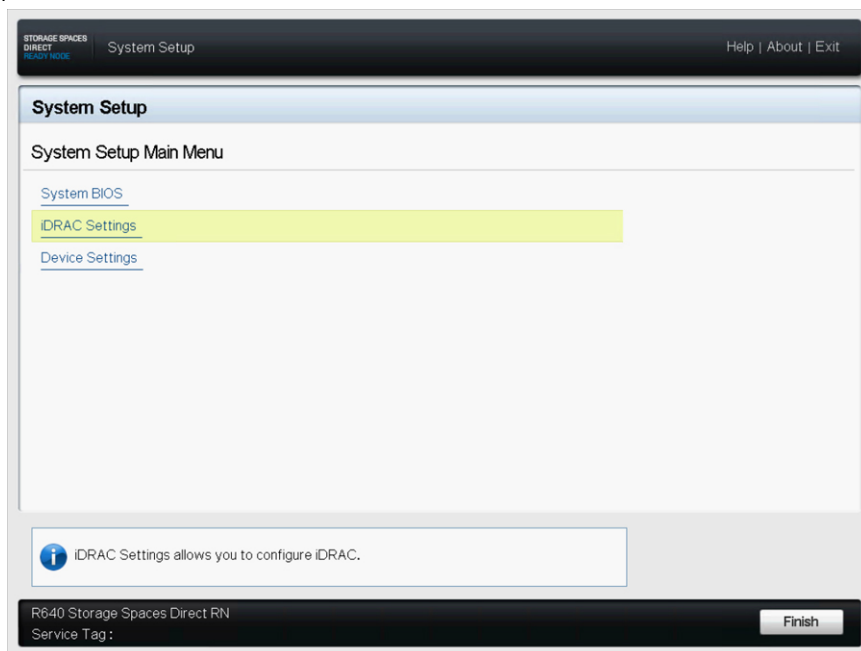 STORAGE SPACES
DIRECT
READY NODE
System Setup
Help | About | Exit
System Setup
System Setup Main Menu
System BIOS
iDRAC Settings
Device Settings
iDRAC Settings allows you to configure iDRAC.
R640 Storage Spaces Direct RN
Service Tag :
Finish